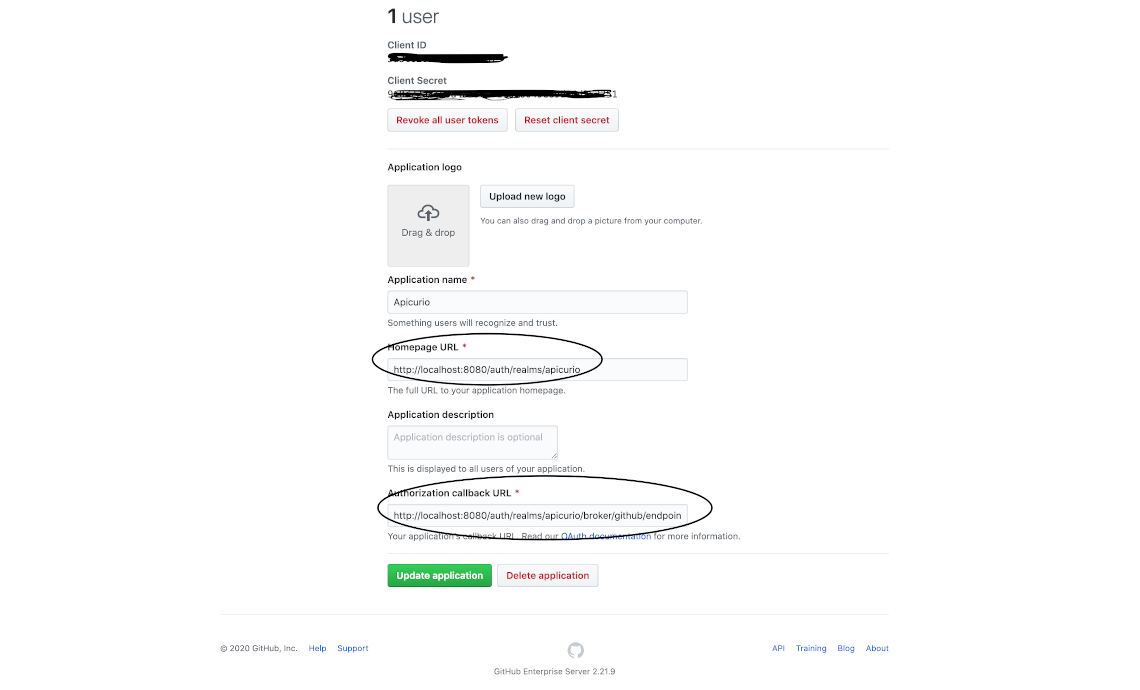 1 user
Client ID
Client Secret
Revoke all user tokens Reset client secret
Application logo
Upload new logo
Drag & drop
You can also drag and drop a picture from your computer.
Application name *
Apicurio
Something users will recognize and trust.
Homepage URL *
http://localhost:8080/auth/realms/apicurio
The full URL to your application homepage.
Application description
Application description is optional
This is displayed to all users of your application.
Authorization callback URL *
http://localhost:8080/auth/realms/apicurio/broker/github/endpoin
Your application's callback URL. Read our OAuth documentation for more information.
Update application Delete application
© 2020 GitHub, Inc. Help Support API Training Blog About
GitHub Enterprise Server 2.21.9